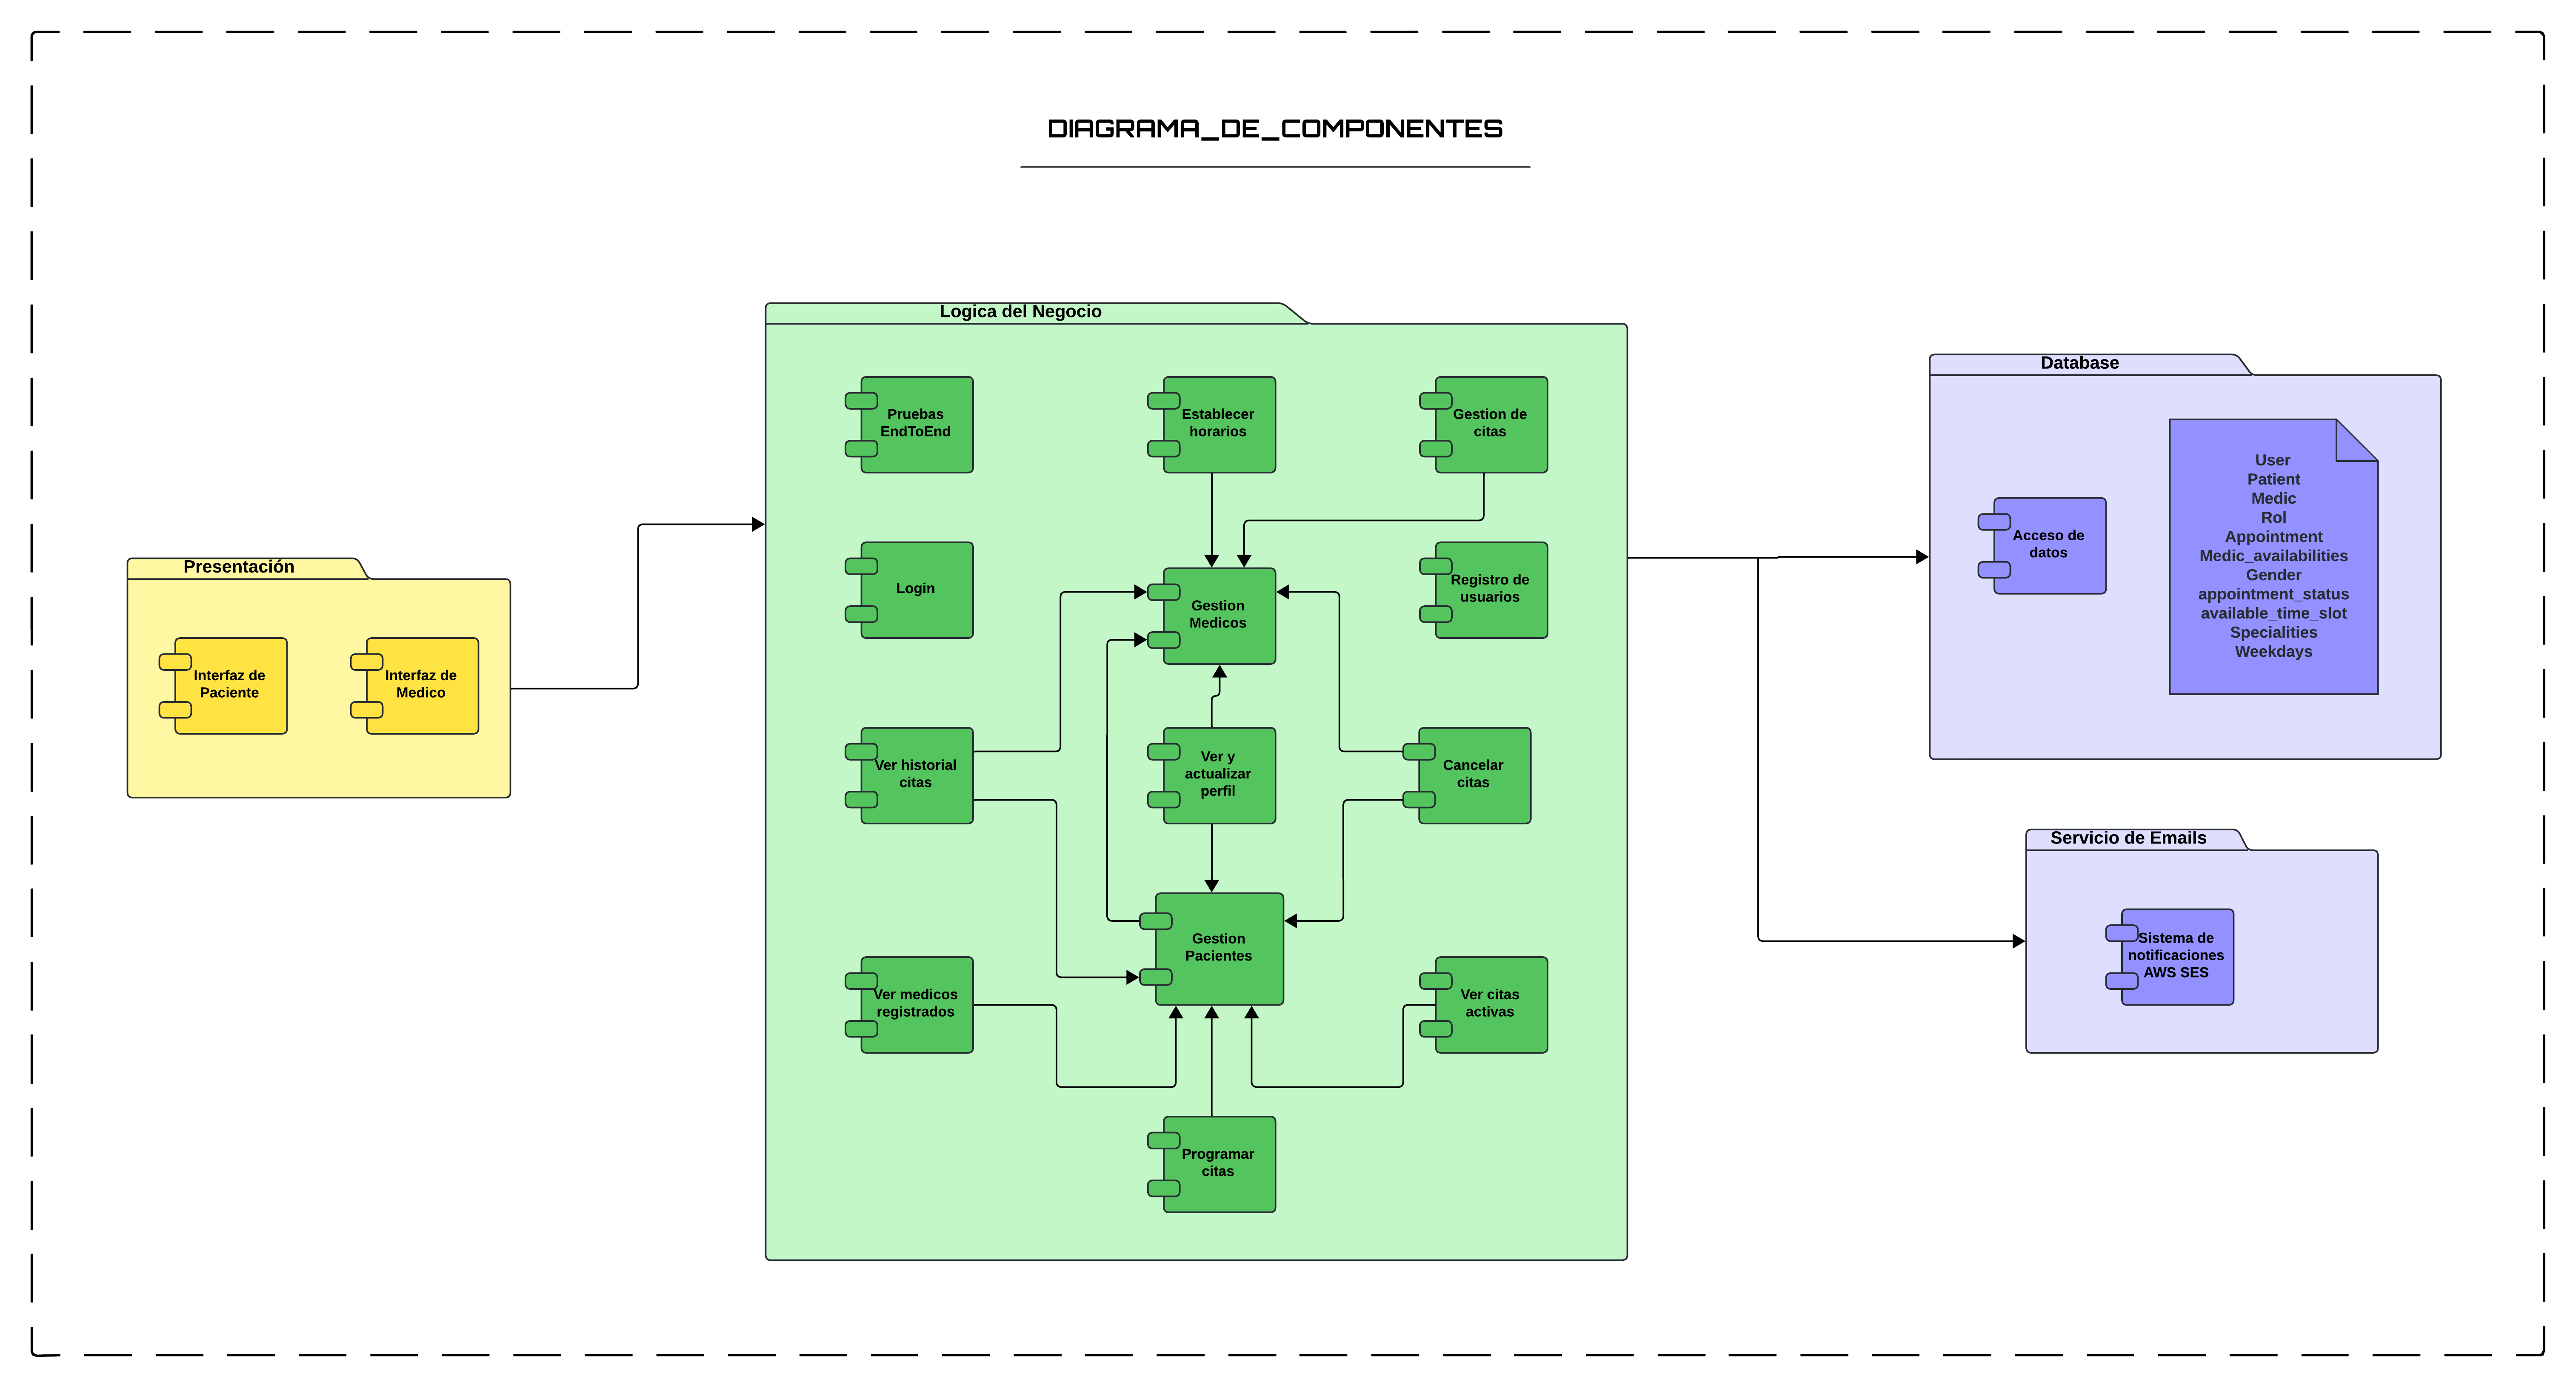 DIAGRAMA_DE_COMPONENTES
Presentación
Interfaz de
Paciente
Interfaz de
Medico
Logica del Negocio
Pruebas
EndToEnd
Establecer
horarios
Gestion de
citas
Login
Gestion
Medicos
Registro de
usuarios
Ver historial
citas
Ver y
actualizar
perfil
Cancelar
citas
Gestion
Pacientes
Ver medicos
registrados
Ver citas
activas
Programar
citas
Database
Acceso de
datos
User
Patient
Medic
Rol
Appointment
Medic_availabilities
Gender
appointment_status
available_time_slot
Specialities
Weekdays
Servicio de Emails
Sistema de
notificaciones
AWS SES